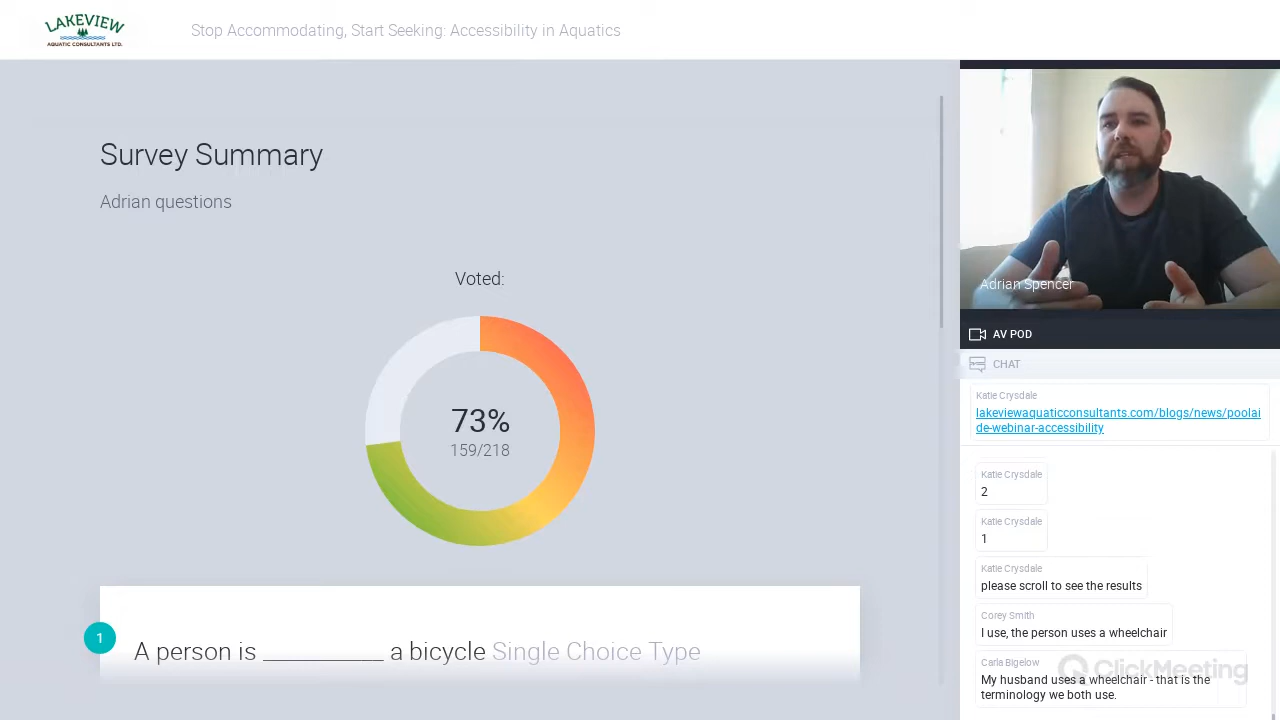 LAKEVIEW
AQUATIC CONSULTANTS LTD.
Stop Accommodating, Start Seeking: Accessibility in Aquatics
Survey Summary
Adrian questions
Voted:
73%
159/218
1
A person is ___________ a bicycle Single Choice Type
Adrian Spencer
AV POD
CHAT
Katie Crysdale
lakeviewaquaticconsultants.com/blogs/news/poolai
de-webinar-accessibility
Katie Crysdale
2
Katie Crysdale
1
Katie Crysdale
please scroll to see the results
Corey Smith
I use, the person uses a wheelchair
Carla Bigelow
My husband uses a wheelchair - that is the
terminology we both use.
ClickMeeting